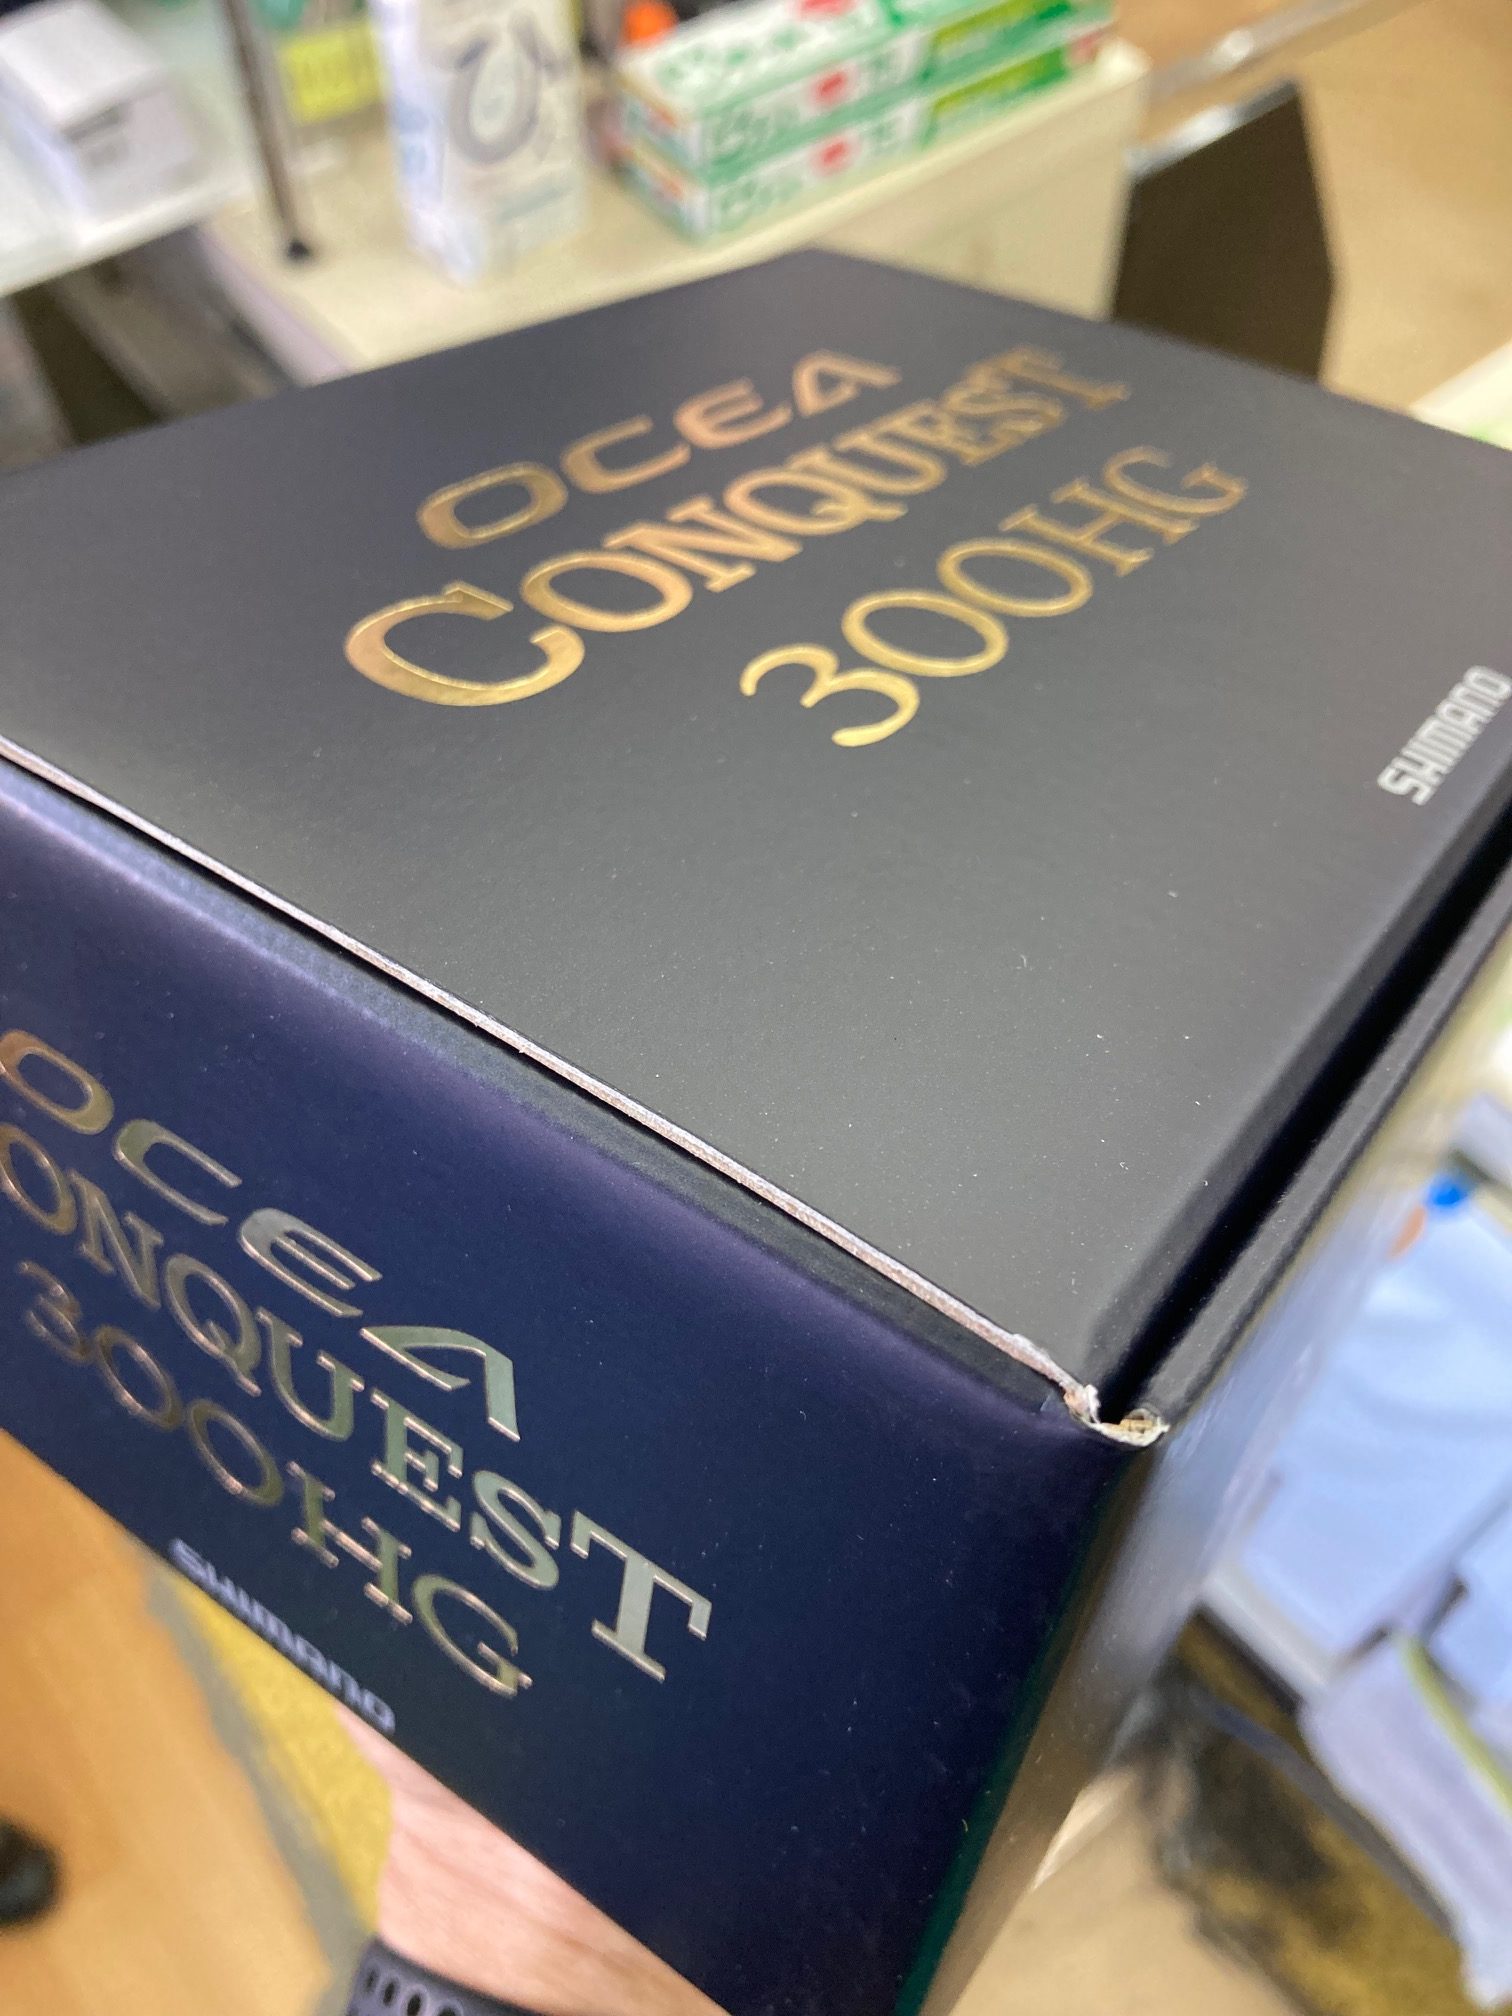 OCEA
CONQUEST
300HG
SHIMANO
OCEA
ONQUEST
300HG
SHIMANO